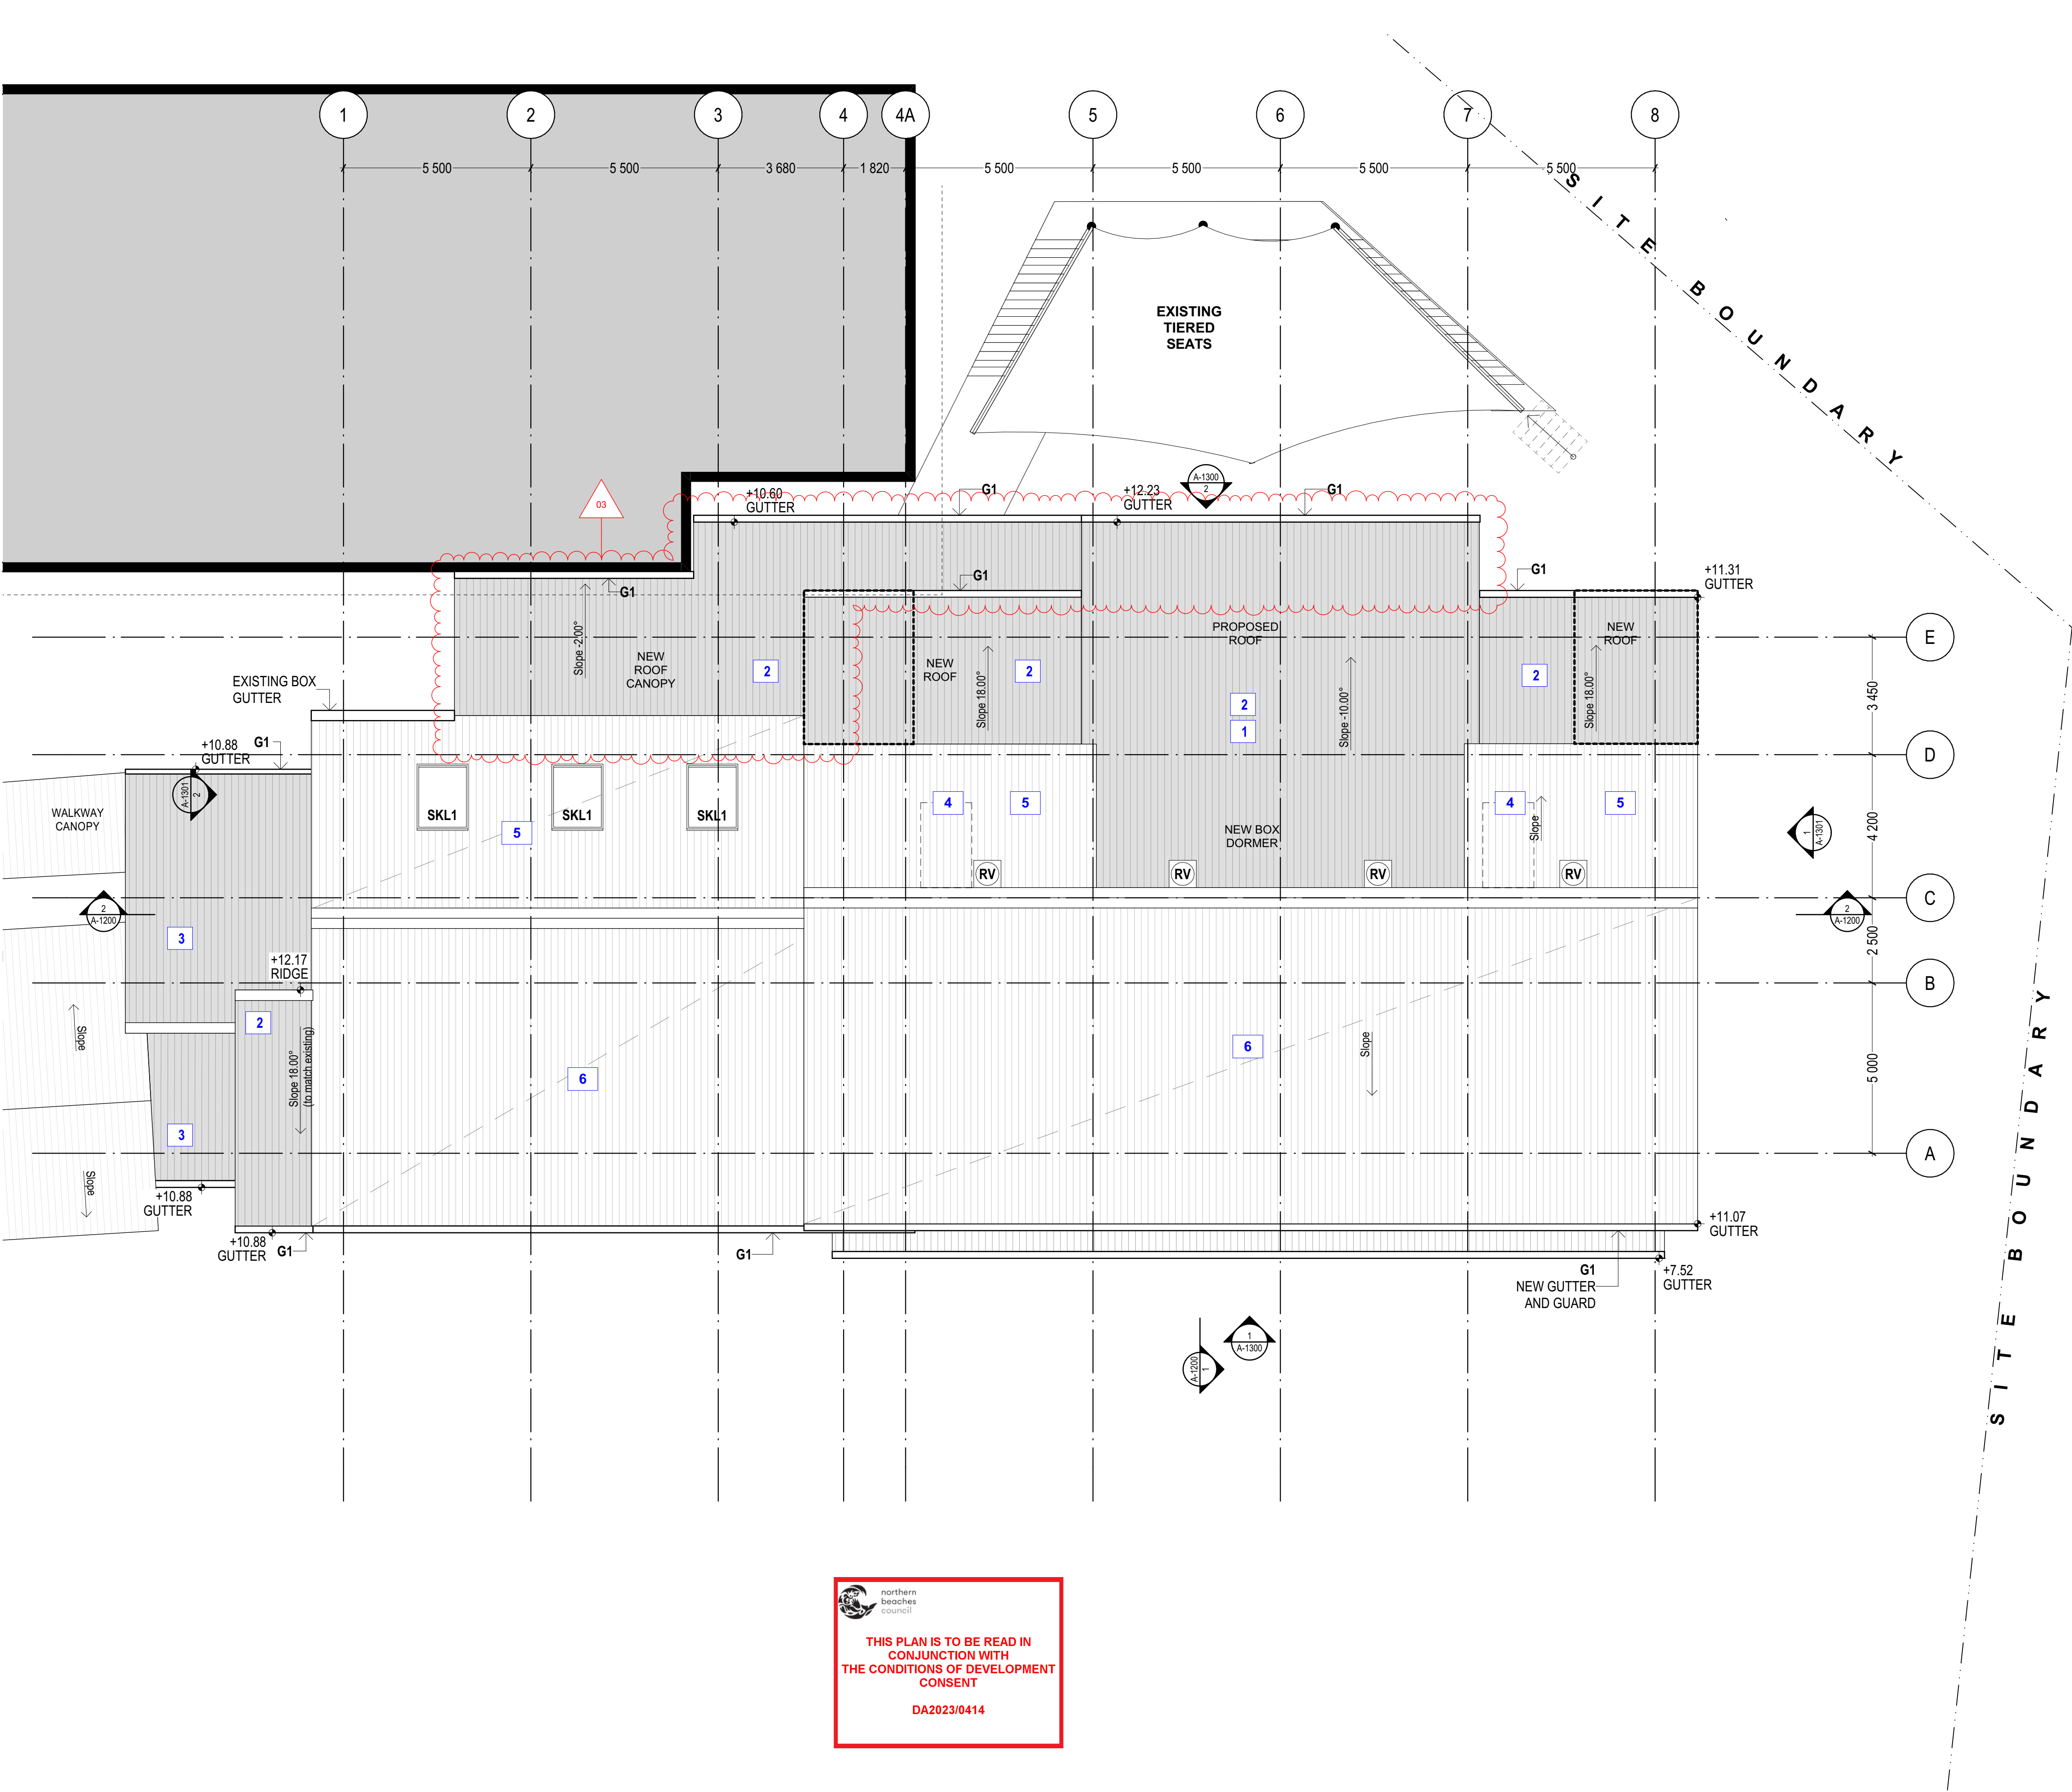 1
2
3
4
4A
5
6
7
8
5 500
5 500
3 680
1 820
5 500
5 500
5 500
5 500
SITE BOUNDARY
EXISTING
TIERED
SEATS
A-1300
2
03
+10.60
GUTTER
G1
+12.23
GUTTER
G1
G1
G1
G1
+11.31
GUTTER
Slope -2.00°
NEW
ROOF
CANOPY
2
NEW
ROOF
Slope 18.00°
2
PROPOSED
ROOF
2
1
Slope -10.00°
2
NEW
ROOF
Slope 18.00°
E
3 450
EXISTING BOX
GUTTER
+10.88
GUTTER
G1
A-1301
2
D
WALKWAY
CANOPY
SKL1
SKL1
SKL1
5
4
5
NEW BOX
DORMER
4
Slope
5
1
A-1301
4 200
RV
RV
RV
RV
2
A-1200
2
A-1200
C
3
2 500
+12.17
RIDGE
B
2
Slope
Slope 18.00°
(to match existing)
6
6
Slope
5 000
3
A
Slope
+10.88
GUTTER
+10.88
GUTTER
G1
G1
+11.07
GUTTER
G1
NEW GUTTER
AND GUARD
+7.52
GUTTER
1
A-1300
A-1200
1
SITE BOUNDARY
northern
beaches
council
THIS PLAN IS TO BE READ IN
CONJUNCTION WITH
THE CONDITIONS OF DEVELOPMENT
CONSENT
DA2023/0414